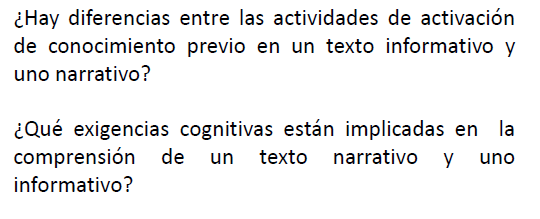 ¿Hay diferencias entre las actividades de activación
de conocimiento previo en un texto informativo y
uno narrativo?
¿Qué exigencias cognitivas están implicadas en la
comprensión de un texto narrativo y uno
informativo?